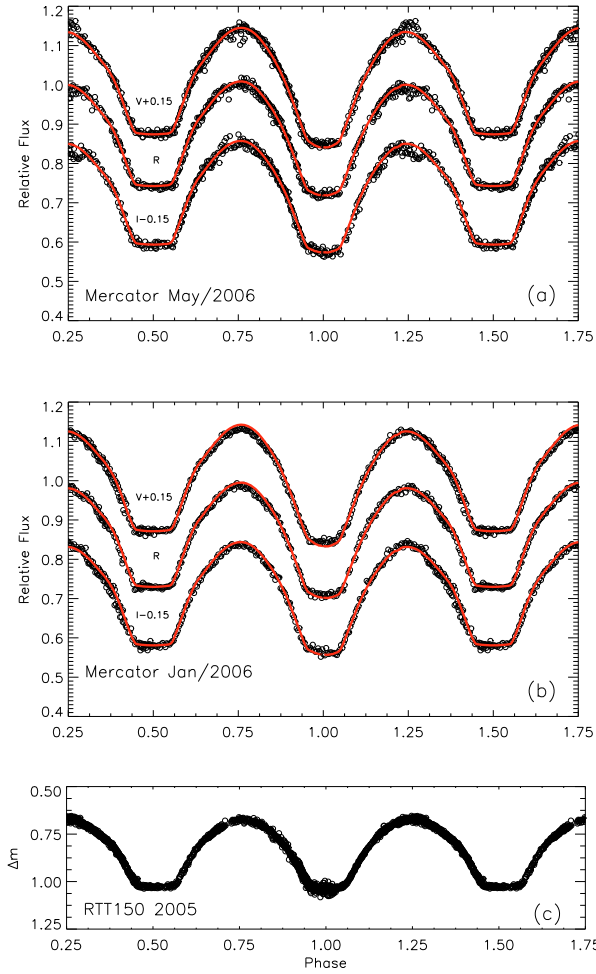 1.2
1.1
1.0
0.9
0.8
0.7
0.6
0.5
0.4
Relative Flux
V+0.15
R
I−0.15
Mercator May/2006
(a)
0.25 0.50 0.75 1.00 1.25 1.50 1.75
1.2
1.1
1.0
0.9
0.8
0.7
0.6
0.5
0.4
Relative Flux
V+0.15
R
I−0.15
Mercator Jan/2006
(b)
0.25 0.50 0.75 1.00 1.25 1.50 1.75
0.50
0.75
1.00
1.25
Δm
RTT150 2005
(c)
0.25 0.50 0.75 1.00 1.25 1.50 1.75
Phase